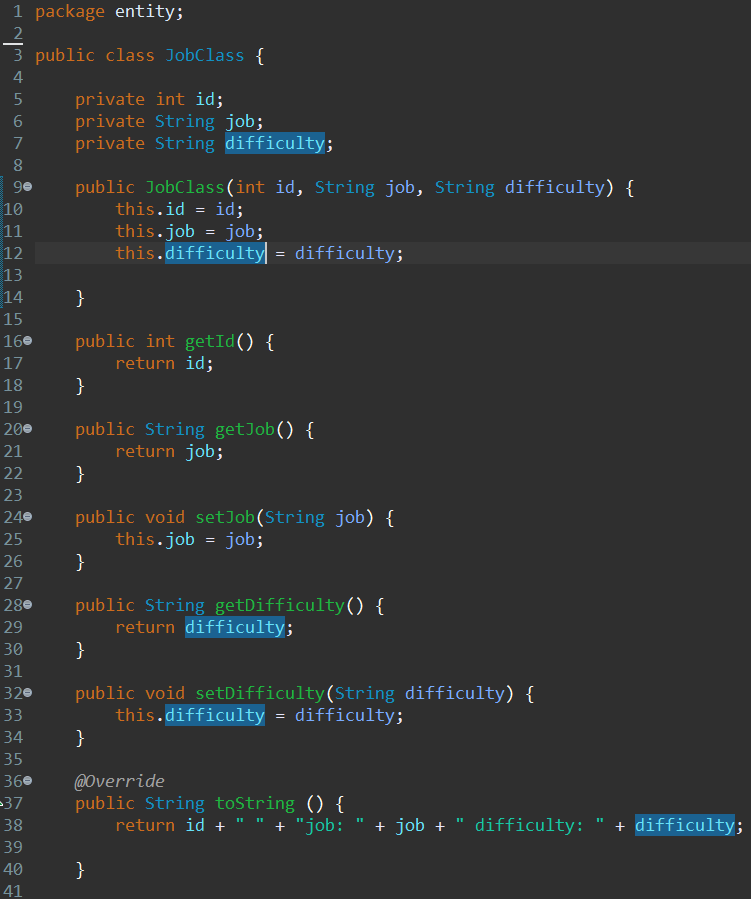 1 package entity;
2
3 public class JobClass {
4
5     private int id;
6     private String job;
7     private String difficulty;
8
9     public JobClass(int id, String job, String difficulty) {
10         this.id = id;
11         this.job = job;
12         this.difficulty = difficulty;
13
14     }
15
16     public int getId() {
17         return id;
18     }
19
20     public String getJob() {
21         return job;
22     }
23
24     public void setJob(String job) {
25         this.job = job;
26     }
27
28     public String getDifficulty() {
29         return difficulty;
30     }
31
32     public void setDifficulty(String difficulty) {
33         this.difficulty = difficulty;
34     }
35
36     @Override
37     public String toString () {
38         return id + " " + "job: " + job + " difficulty: " + difficulty;
39
40     }
41